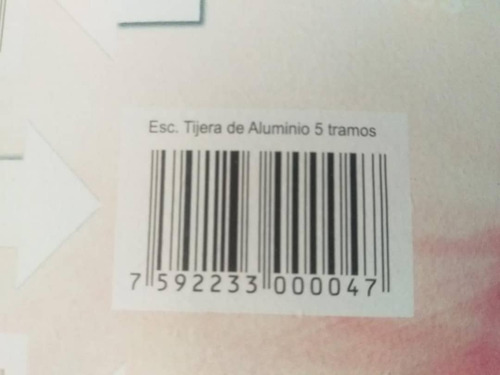 Esc. Tijera de Aluminio 5 tramos
7 592233 000047